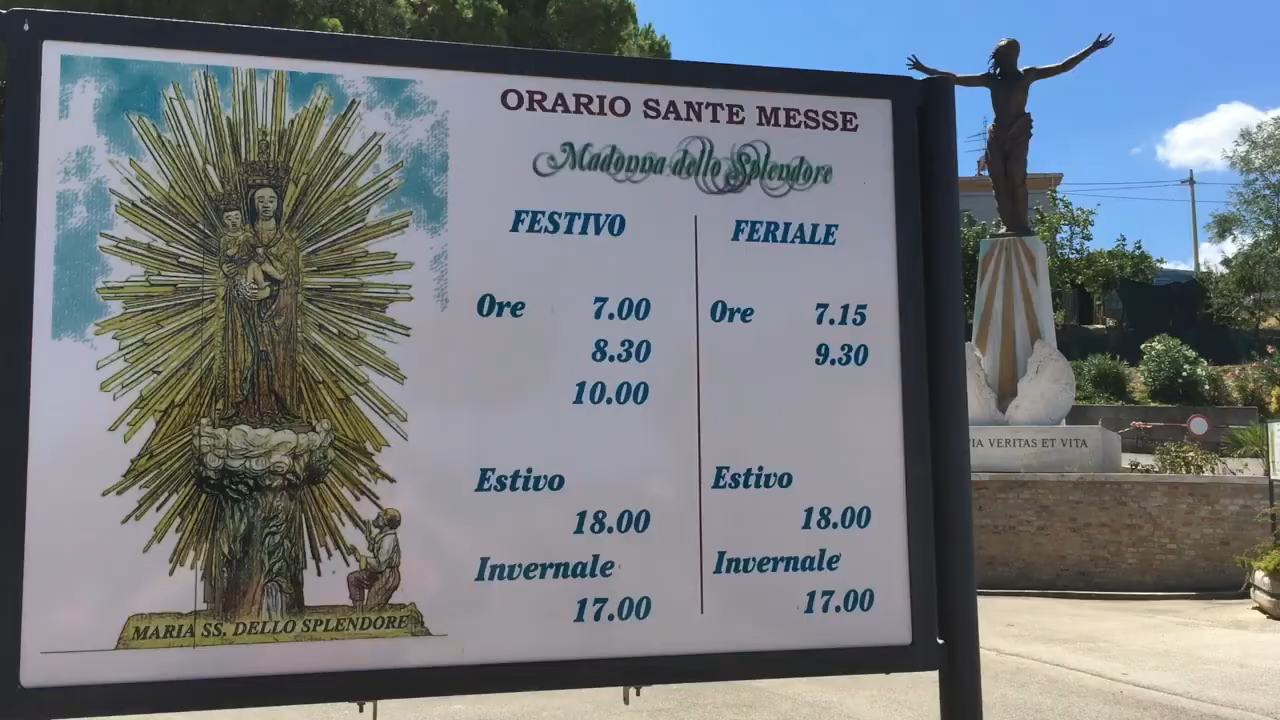 ORARIO SANTE MESSE
Madonna dello Splendore
FESTIVO
Ore 7.00
8.30
10.00
Estivo
18.00
Invernale
17.00
FERIALE
Ore 7.15
9.30
Estivo
18.00
Invernale
17.00
MARIA SS. DELLO SPLENDORE
VERITAS ET VITA